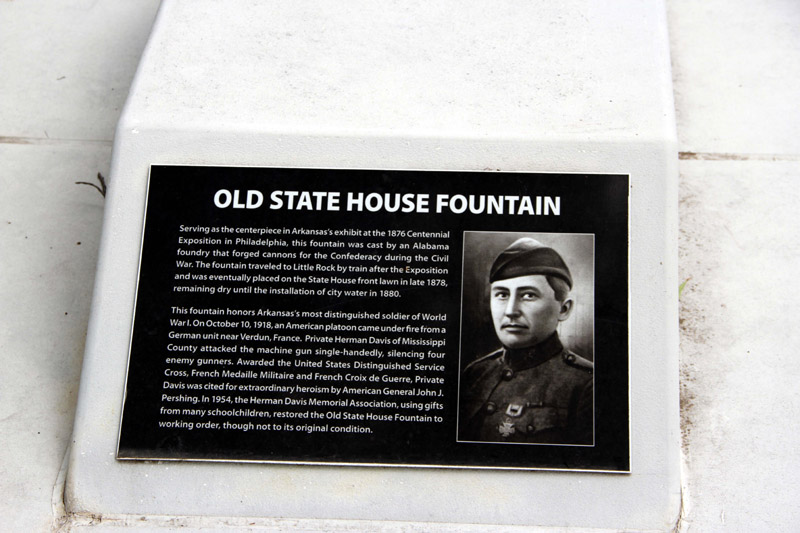 OLD STATE HOUSE FOUNTAIN
Serving as the centerpiece in Arkansas's exhibit at the 1876 Centennial
Exposition in Philadelphia, this fountain was cast by an Alabama
foundry that forged cannons for the Confederacy during the Civil
War. The fountain traveled to Little Rock by train after the Exposition
and was eventually placed on the State House front lawn in late 1878,
remaining dry until the installation of city water in 1880.
This fountain honors Arkansas's most distinguished soldier of World
War I. On October 10, 1918, an American platoon came under fire from a
German unit near Verdun, France. Private Herman Davis of Mississippi
County attacked the machine gun single-handedly, silencing four
enemy gunners. Awarded the United States Distinguished Service
Cross, French Medaille Militaire and French Croix de Guerre, Private
Davis was cited for extraordinary heroism by American General John J.
Pershing. In 1954, the Herman Davis Memorial Association, using gifts
from many schoolchildren, restored the Old State House Fountain to
working order, though not to its original condition.